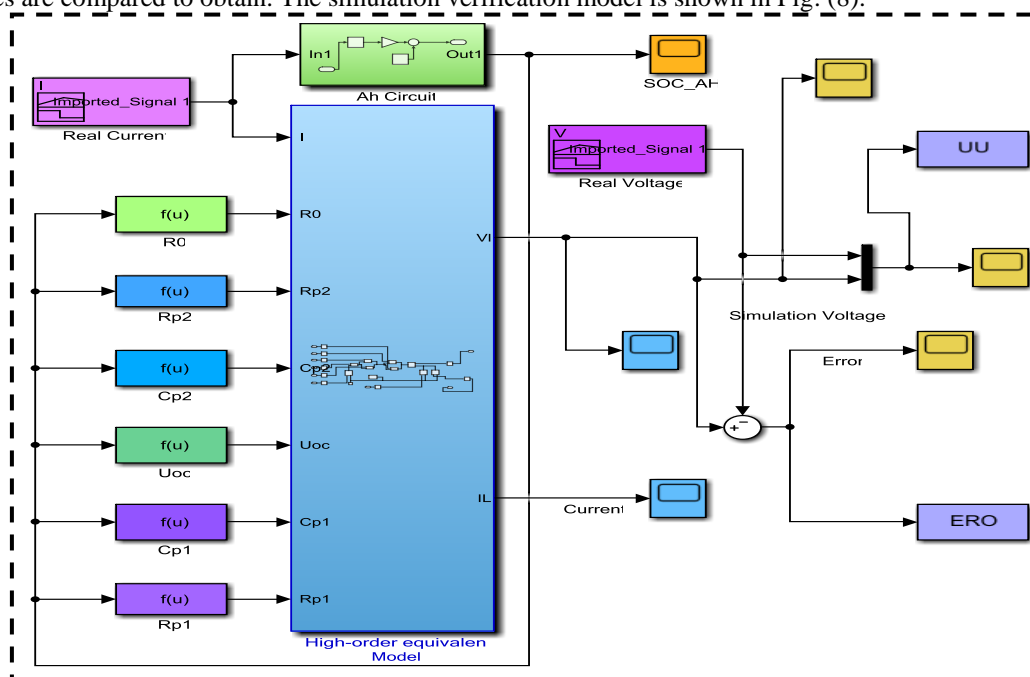 es are compared to obtain. The simulation verification model is shown in Fig. (8).
In1
Out1
Ah Circuit
SOC_AH
I
Imported_Signal 1
Real Current
I
V
Imported_Signal 1
Real Voltage
UU
f(u)
R0
R0
VI
f(u)
Rp2
Rp2
Simulation Voltage
f(u)
Cp2
Cp2
Error
f(u)
Uoc
Uoc
+
−
IL
Current
f(u)
Cp1
Cp1
ERO
f(u)
Rp1
Rp1
High-order equivalen
Model